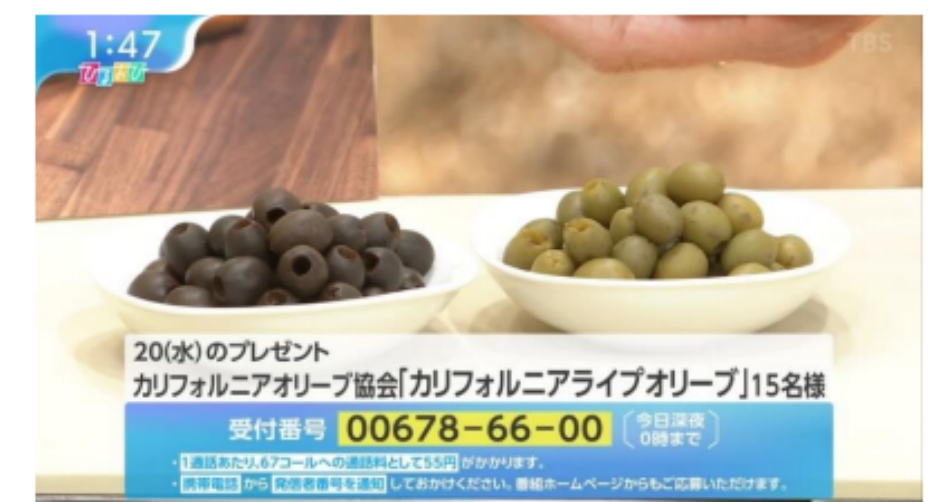 1:47
ひるおび
TBS
20(水)のプレゼント
カリフォルニアオリーブ協会「カリフォルニアライプオリーブ」15名様
受付番号 00678-66-00 今日深夜0時まで
・1通話あたり、67コールへの通話料として55円がかかります。
・携帯電話から発信者番号を通知しておかけください。番組ホームページからもご応募いただけます。